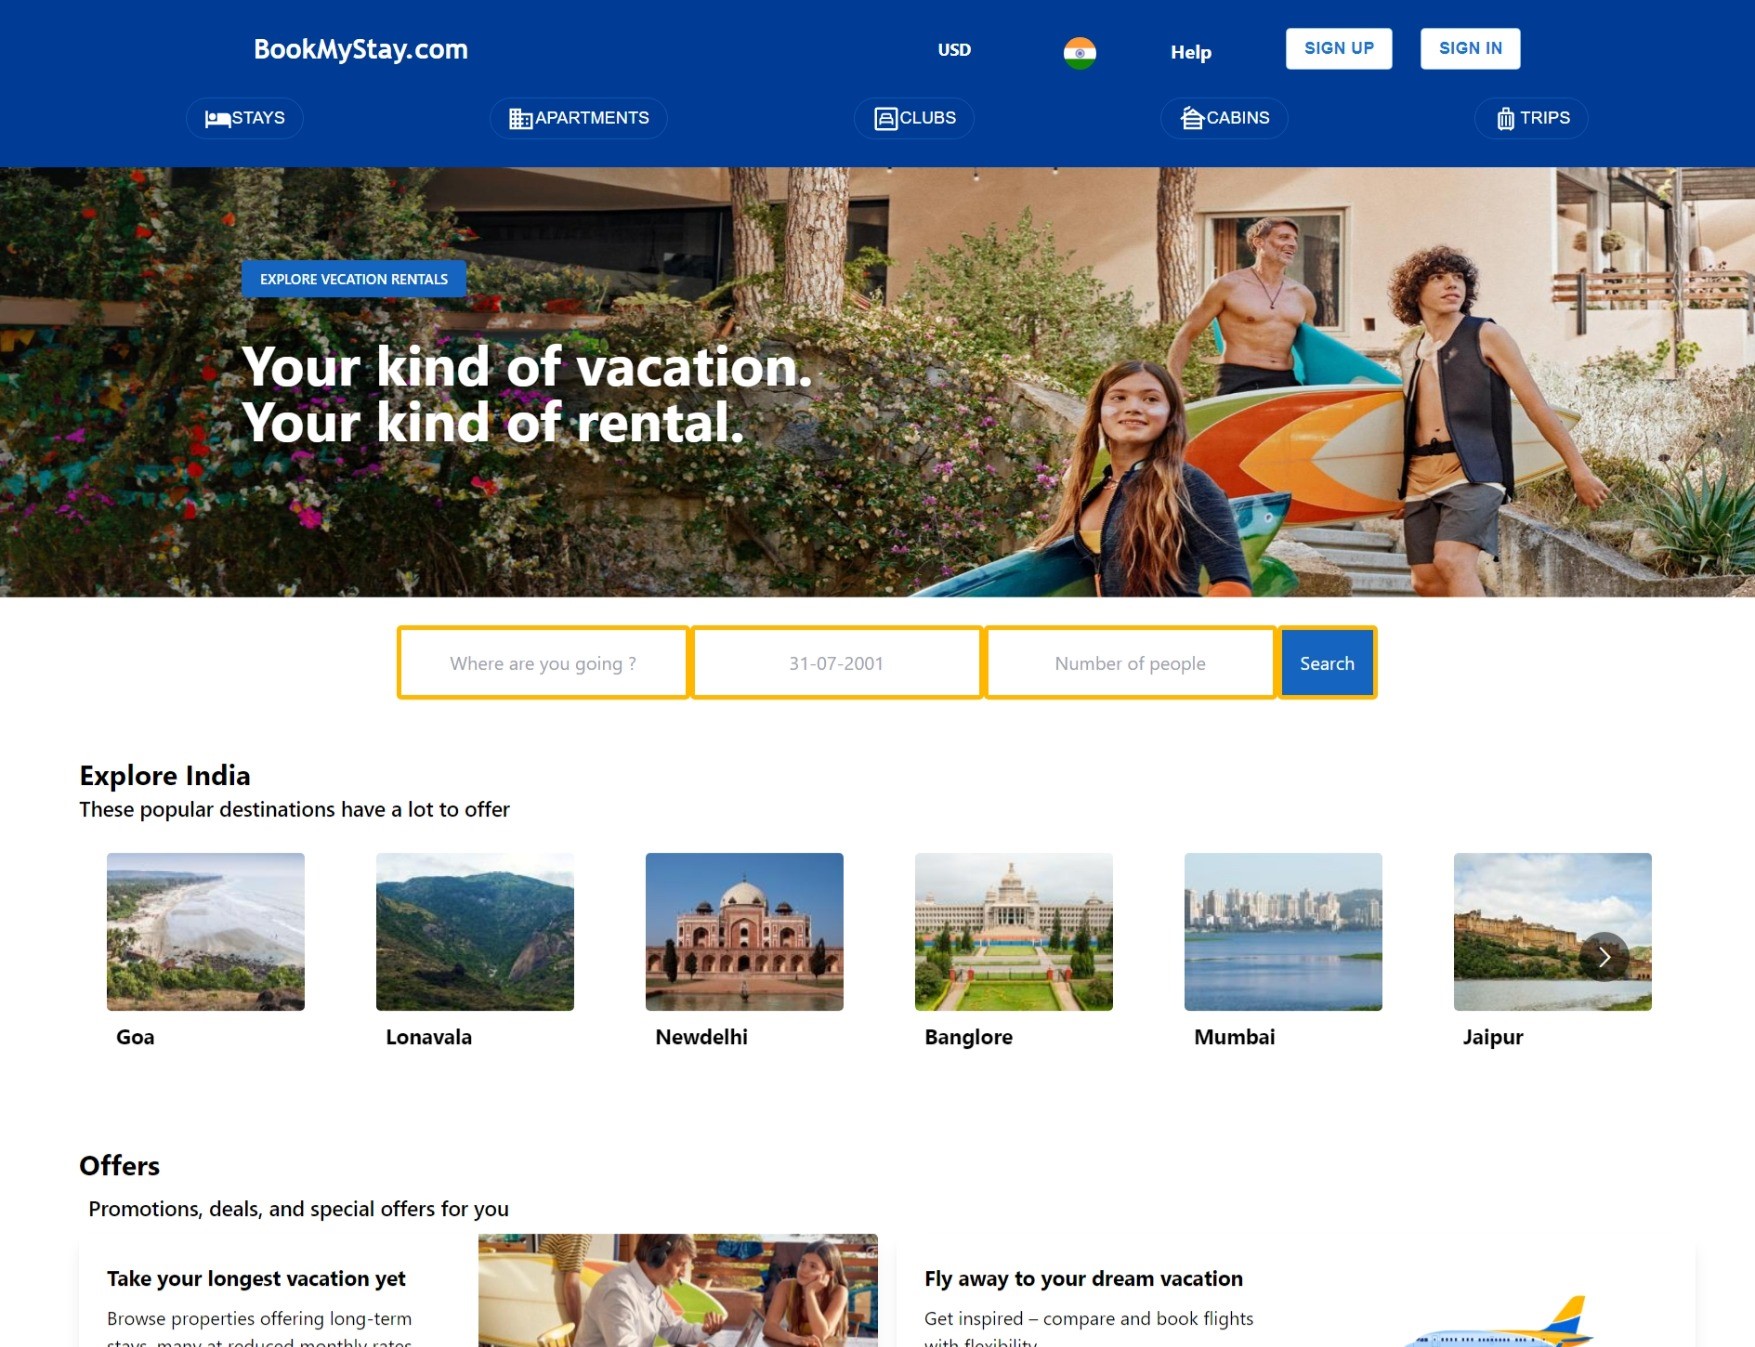 BookMyStay.com
USD
Help
SIGN UP
SIGN IN
STAYS
APARTMENTS
CLUBS
CABINS
TRIPS
EXPLORE VECATION RENTALS
Your kind of vacation.
Your kind of rental.
Where are you going ?
31-07-2001
Number of people
Search
Explore India
These popular destinations have a lot to offer
Goa
Lonavala
Newdelhi
Banglore
Mumbai
Jaipur
Offers
Promotions, deals, and special offers for you
Take your longest vacation yet
Browse properties offering long-term
stays, many at reduced monthly rates
Fly away to your dream vacation
Get inspired – compare and book flights
with flexibility